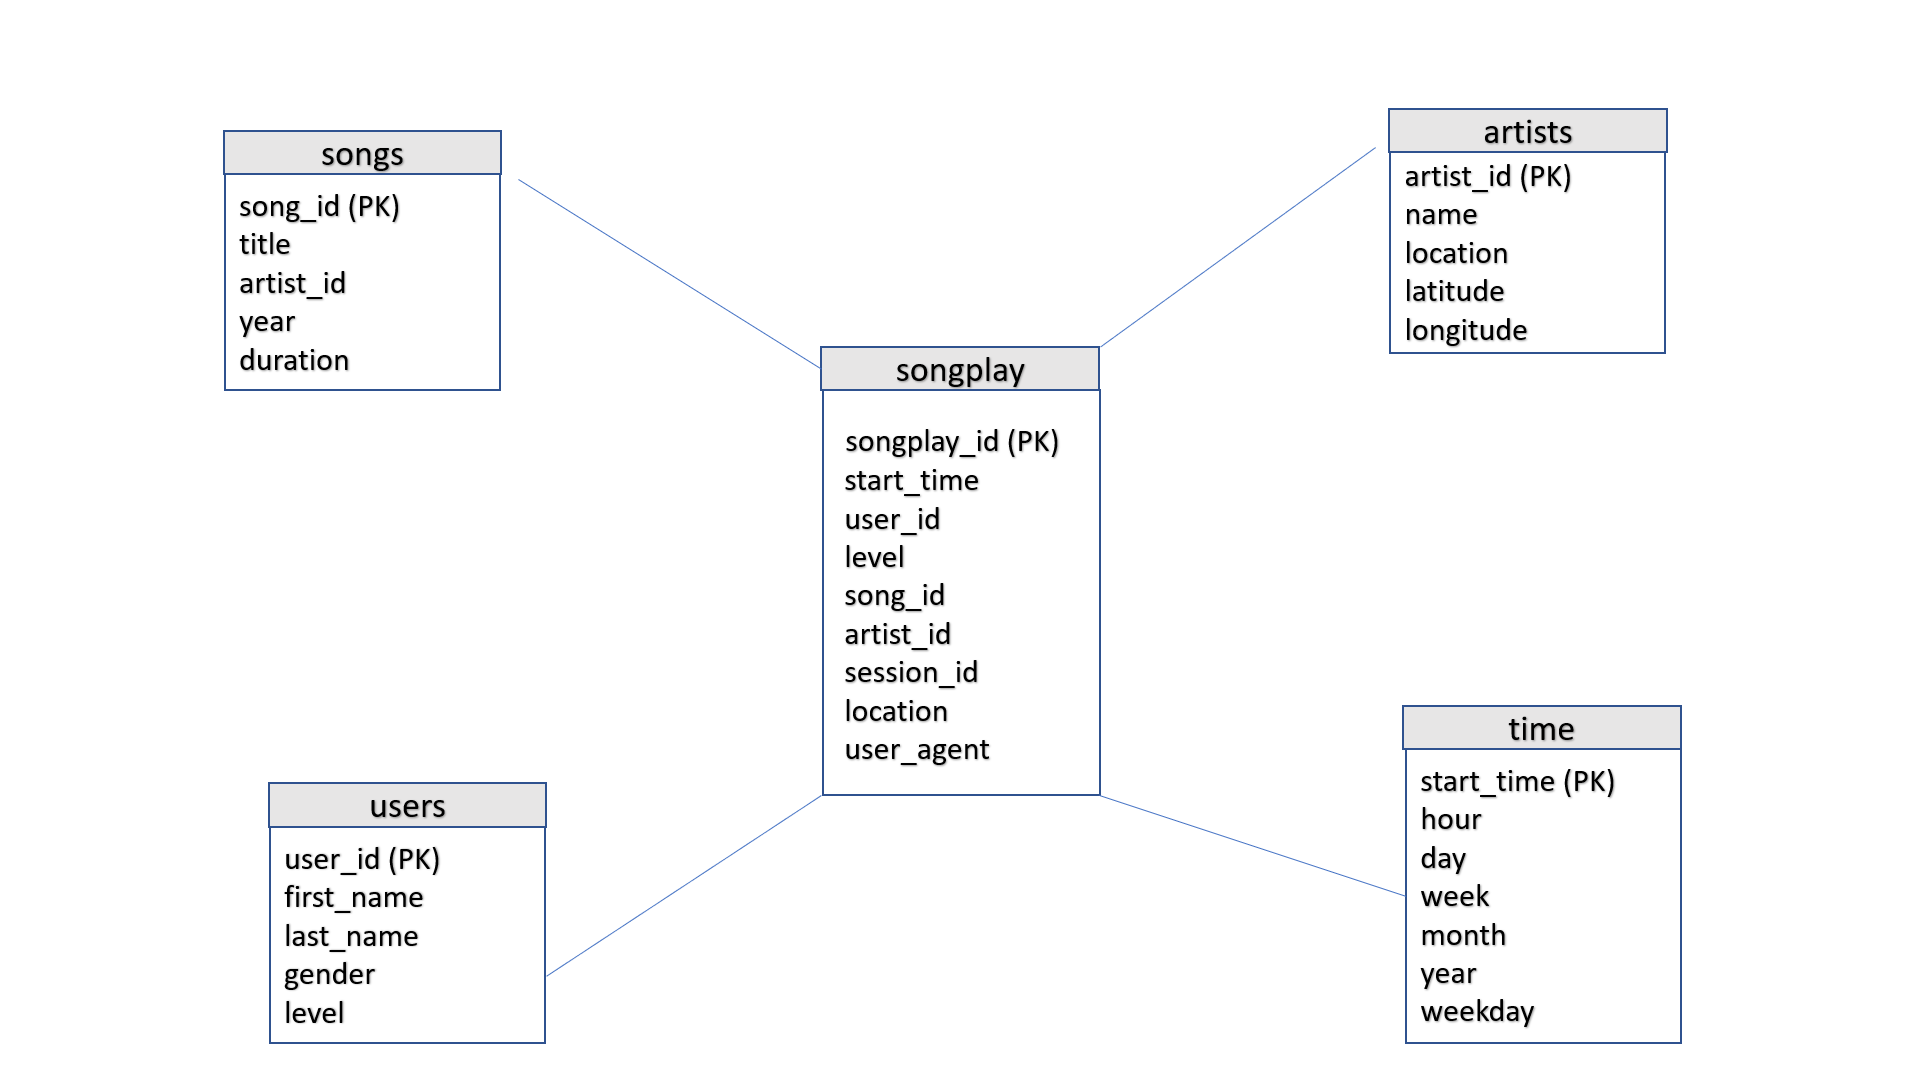 songs
song_id (PK)
title
artist_id
year
duration
artists
artist_id (PK)
name
location
latitude
longitude
songplay
songplay_id (PK)
start_time
user_id
level
song_id
artist_id
session_id
location
user_agent
users
user_id (PK)
first_name
last_name
gender
level
time
start_time (PK)
hour
day
week
month
year
weekday